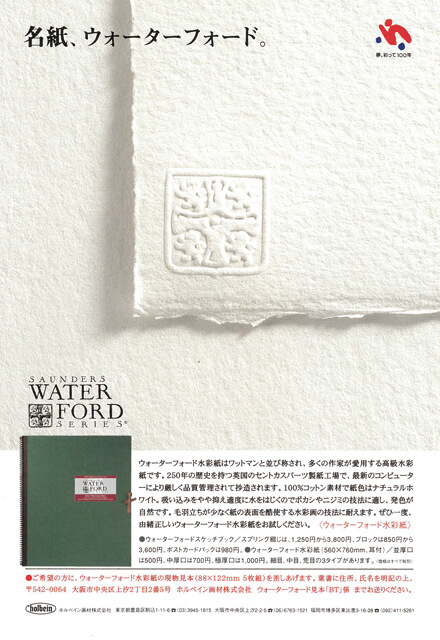 名紙、ウォーターフォード。
夢、彩って100年
SAUNDERS
WATER
FORD
SERIES®
WATER
FORD
ウォーターフォード水彩紙はワットマンと並び称され、多くの作家が愛用する高級水彩
紙です。250年の歴史を持つ英国のセントカスバーツ製紙工場で、最新のコンピュータ
ーにより厳しく品質管理されて抄造されます。100%コットン素材で紙色はナチュラルホ
ワイト。吸い込みをやや抑え適度に水をはじくのでボカシやニジミの技法に適し、発色が
自然です。毛羽立ちが少なく紙の表面を酷使する水彩画の技法に耐えます。ぜひ一度、
由緒正しいウォーターフォード水彩紙をお試しください。〈ウォーターフォード水彩紙〉
●ウォーターフォードスケッチブック／スプリング綴じは、1,250円から3,800円、ブロックは850円から
3,600円、ポストカードパックは980円。●ウォーターフォード水彩紙(560×760mm、耳付)／並厚口
は500円、中厚口は700円、極厚口は1,000円。細目、中目、荒目の3タイプがあります。(価格はすべて税別)
●ご希望の方に、ウォーターフォード水彩紙の現物見本(88×122mm 5枚組)を差しあげます。葉書に住所、氏名を明記の上、
〒542-0064 大阪市中央区上汐2丁目2番5号 ホルベイン画材株式会社 ウォーターフォード見本「BT」係 までお送りください。
holbein ホルベイン画材株式会社 東京都豊島区駒込1-11-6☎(03)3945-1815 大阪市中央区上汐2-2-5☎(06)6763-1521 福岡市博多区東比恵3-16-28☎(092)411-5261